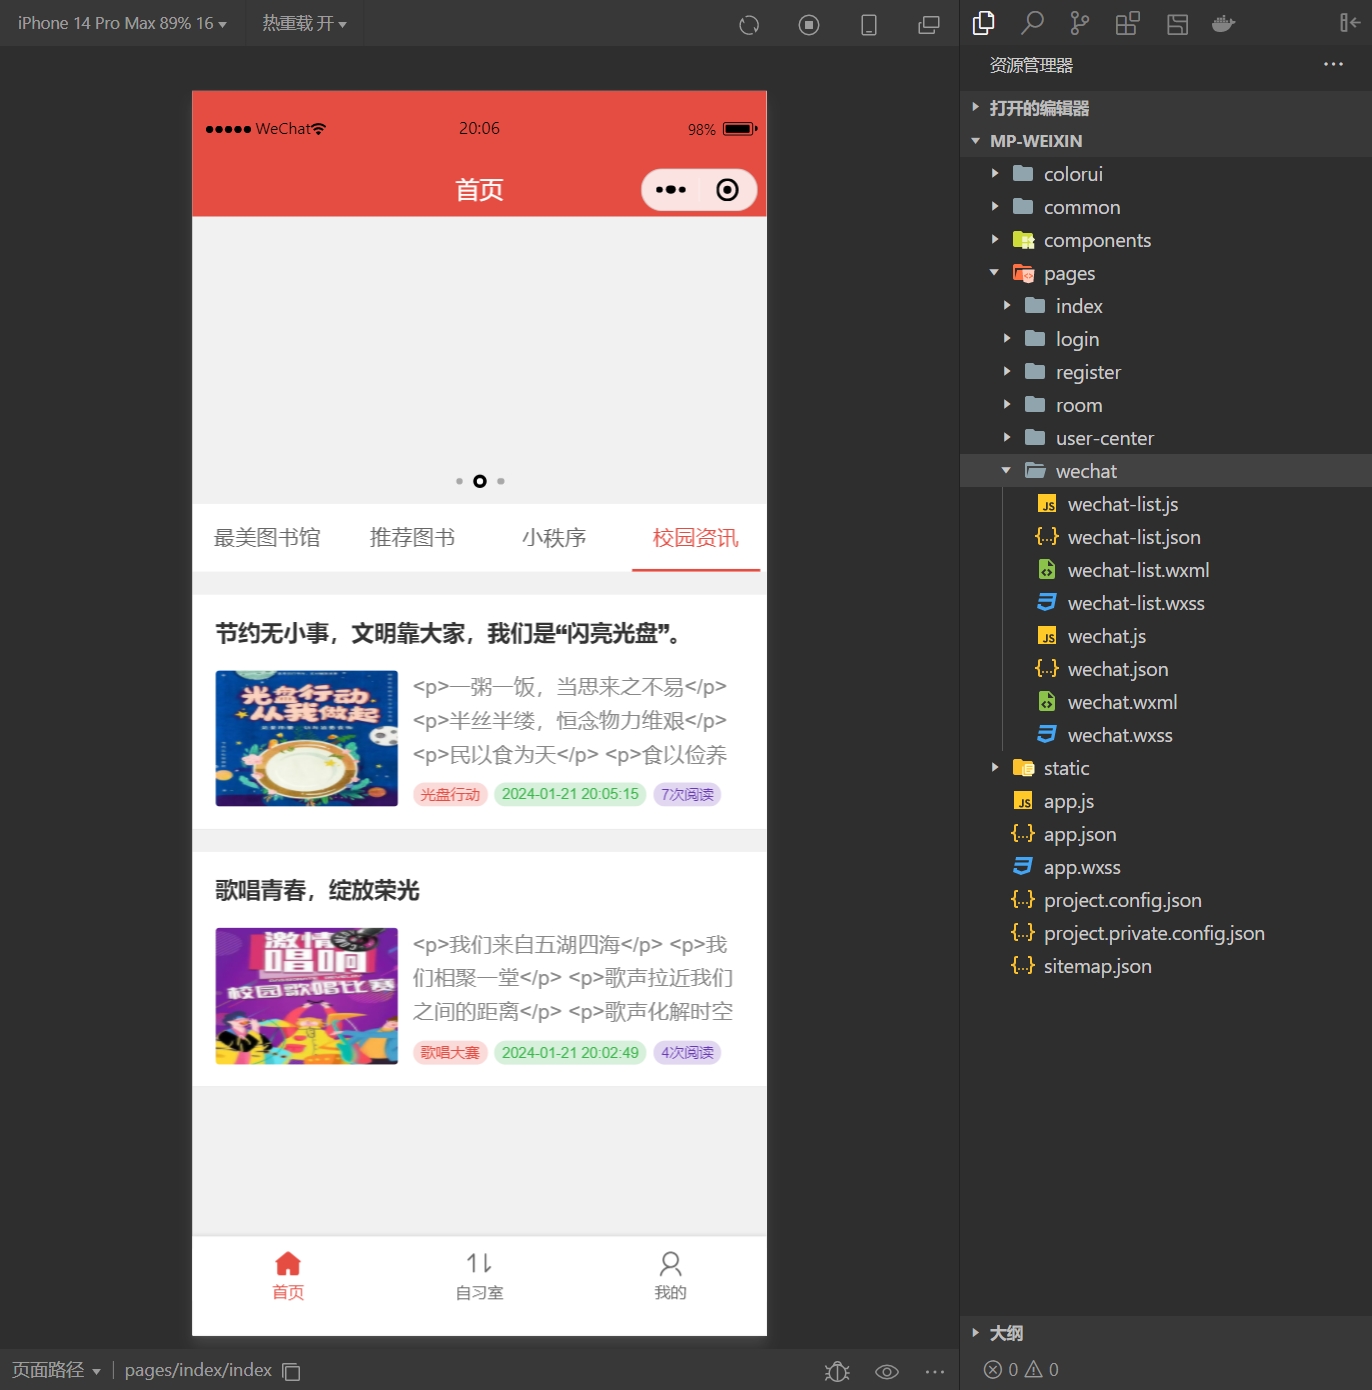 iPhone 14 Pro Max 89% 16
热重载 开
WeChat
20:06
98%
首页
最美图书馆
推荐图书
小秩序
校园资讯
节约无小事，文明靠大家，我们是“闪亮光盘”。
光盘行动
从我做起
<p>一粥一饭，当思来之不易</p>
<p>半丝半缕，恒念物力维艰</p>
<p>民以食为天</p> <p>食以俭养
光盘行动
2024-01-21 20:05:15
7次阅读
歌唱青春，绽放荣光
激情
唱响
校园歌唱比赛
<p>我们来自五湖四海</p> <p>我
们相聚一堂</p> <p>歌声拉近我们
之间的距离</p> <p>歌声化解时空
歌唱大赛
2024-01-21 20:02:49
4次阅读
首页
自习室
我的
页面路径
pages/index/index
资源管理器
打开的编辑器
MP-WEIXIN
colorui
common
components
pages
index
login
register
room
user-center
wechat
wechat-list.js
wechat-list.json
wechat-list.wxml
wechat-list.wxss
wechat.js
wechat.json
wechat.wxml
wechat.wxss
static
app.js
app.json
app.wxss
project.config.json
project.private.config.json
sitemap.json
大纲
0
0